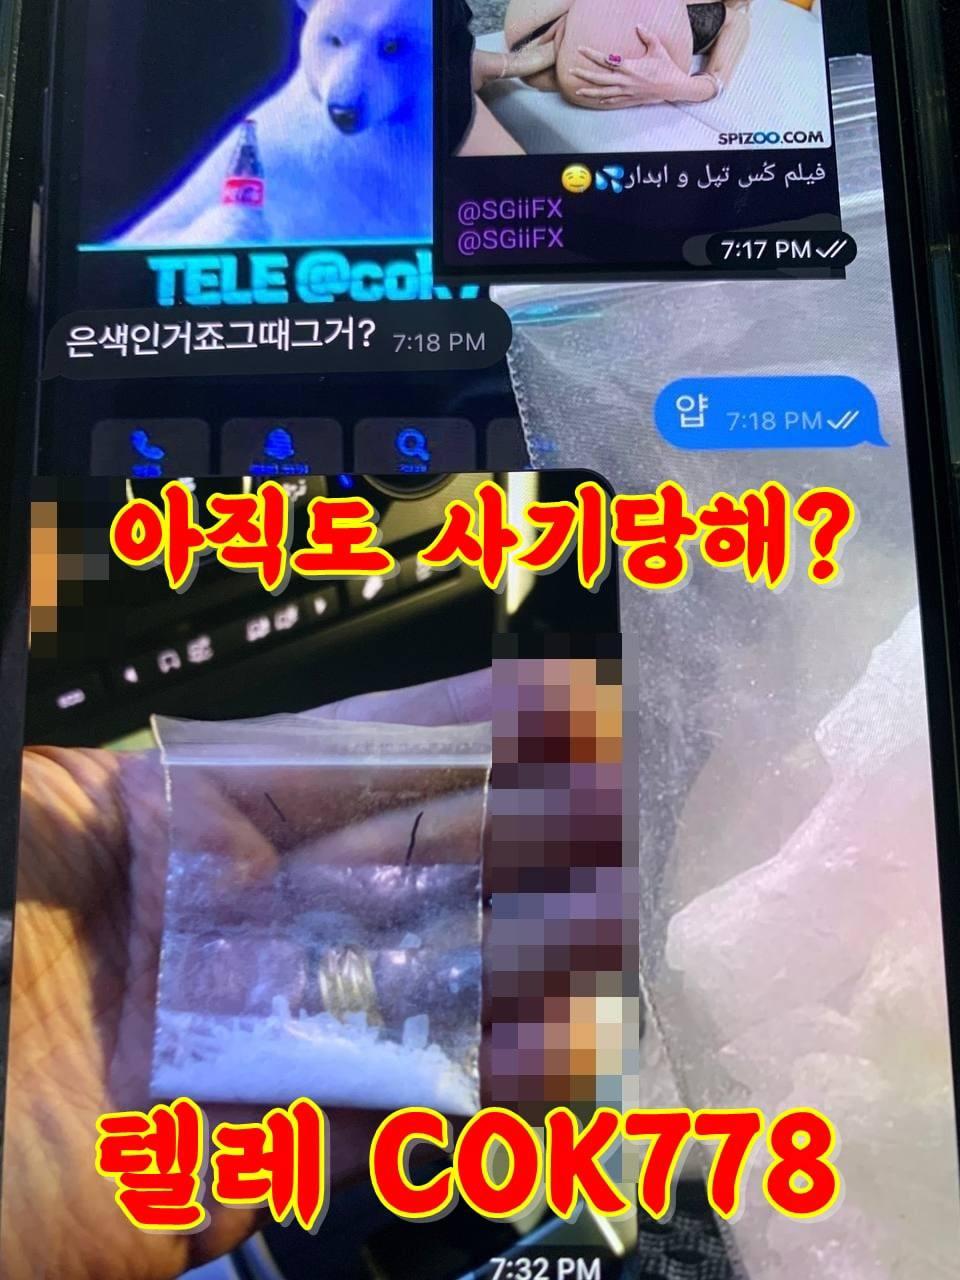 SPIZOO.COM
فیلم کُس تپل و ابدار💦🤤
@SGiiFX
@SGiiFX
7:17 PM
TELE @cok7
은색인거죠그때그거? 7:18 PM
얍 7:18 PM
아직도 사기당해?
텔레 COK778
7:32 PM